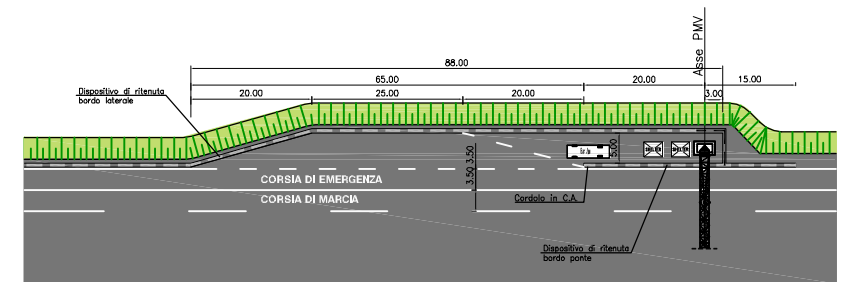 Asse PMV
88.00
65.00
20.00
25.00
20.00
20.00
15.00
3.00
Dispositivo di ritenuta
bordo laterale
5.00
3.50
3.50
CORSIA DI EMERGENZA
CORSIA DI MARCIA
Cordolo in C.A.
Dispositivo di ritenuta
bordo ponte